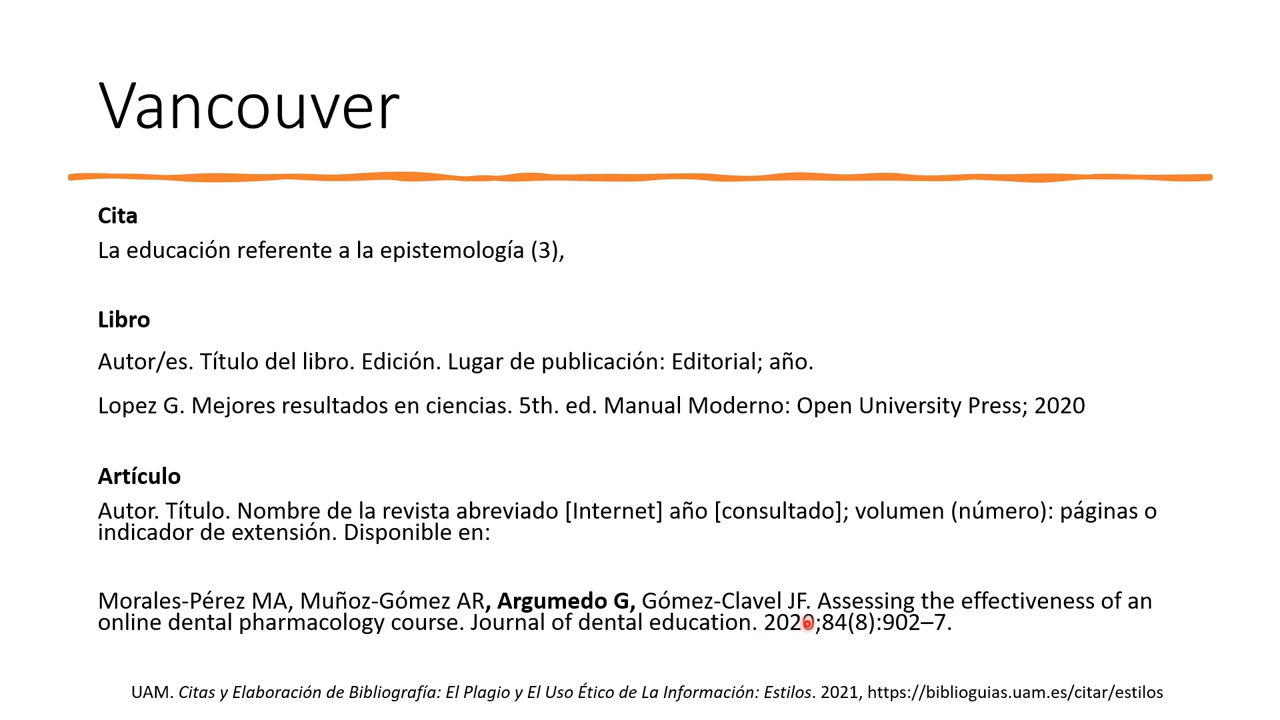 Vancouver
Cita
La educación referente a la epistemología (3),
Libro
Autor/es. Título del libro. Edición. Lugar de publicación: Editorial; año.
Lopez G. Mejores resultados en ciencias. 5th. ed. Manual Moderno: Open University Press; 2020
Artículo
Autor. Título. Nombre de la revista abreviado [Internet] año [consultado]; volumen (número): páginas o
indicador de extensión. Disponible en:
Morales-Pérez MA, Muñoz-Gómez AR, Argumedo G, Gómez-Clavel JF. Assessing the effectiveness of an
online dental pharmacology course. Journal of dental education. 2020;84(8):902–7.
UAM. Citas y Elaboración de Bibliografía: El Plagio y El Uso Ético de La Información: Estilos. 2021, https://biblioguias.uam.es/citar/estilos